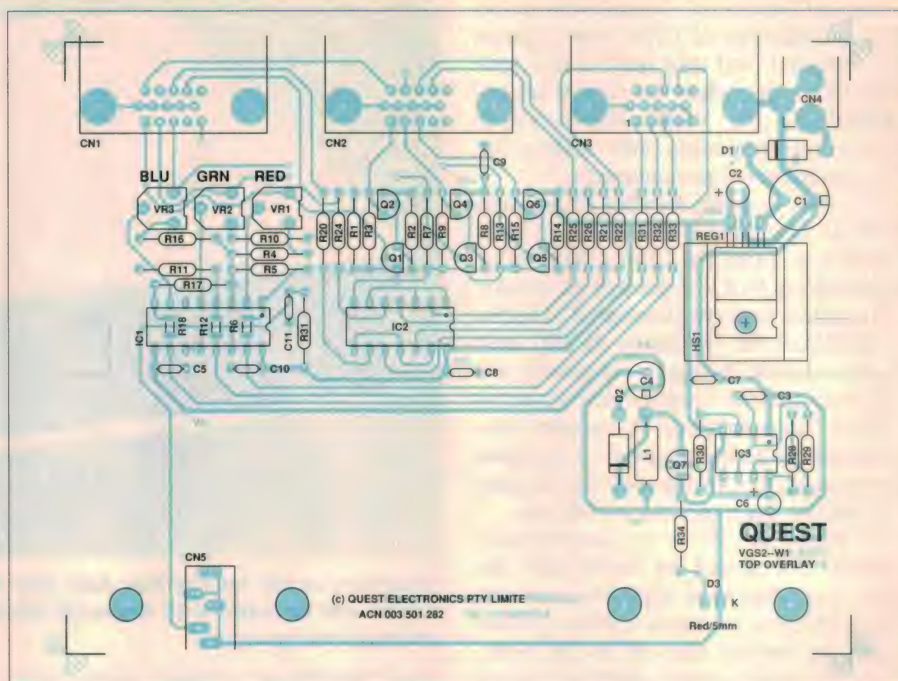 CN1
CN2
CN3
1
CN4
D1
C2
+
C1
C9
BLU GRN RED
VR3 VR2 VR1
R16
R10
R4
R11
R5
R17
R20 R24 R1 R3
Q2
Q1
R2 R7 R9
Q4
Q3
R8 R13 R15
Q6
Q5
R14 R25 R26 R21 R22 R31 R32 R33
REG1
HS1
IC1
R18 R12 R6
C11
R31
IC2
C5
C10
C8
C7
C3
C4
D2
L1
Q7
R30
IC3
R28 R29
+
C6
R34
QUEST
VGS2--W1
TOP OVERLAY
CN5
D3
K
Red/5mm
(c) QUEST ELECTRONICS PTY LIMITE
ACN 003 501 282